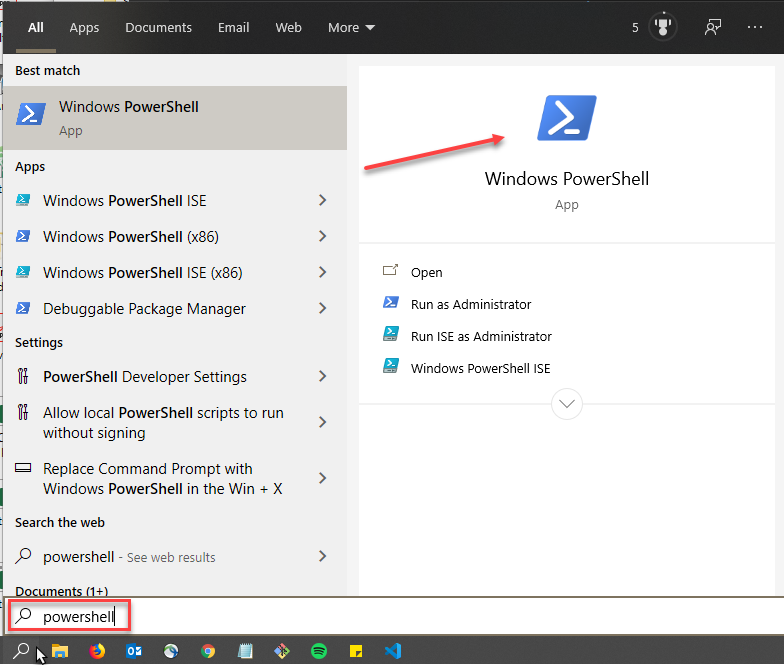 All Apps Documents Email Web More 5
Best match
Windows PowerShell
App
Apps
Windows PowerShell ISE
Windows PowerShell (x86)
Windows PowerShell ISE (x86)
Debuggable Package Manager
Settings
PowerShell Developer Settings
Allow local PowerShell scripts to run
without signing
Replace Command Prompt with
Windows PowerShell in the Win + X
Search the web
powershell - See web results
Documents (1+)
powershell
Windows PowerShell
App
Open
Run as Administrator
Run ISE as Administrator
Windows PowerShell ISE